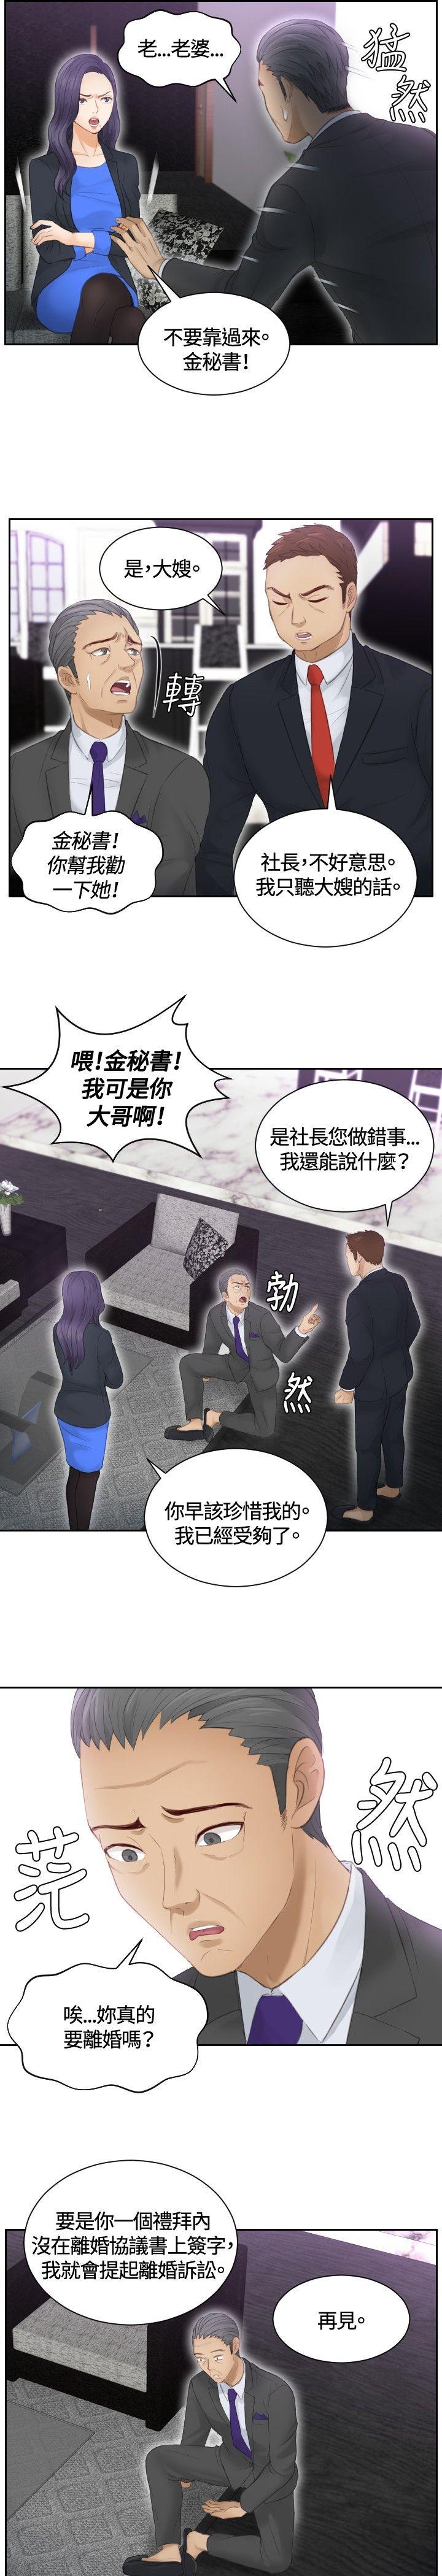 老...老婆...
猛
然
不要靠過來。
金秘書！
是，大嫂。
轉
金秘書！
你幫我勸
一下她！
社長，不好意思。
我只聽大嫂的話。
喂！金秘書！
我可是你
大哥啊！
是社長您做錯事...
我還能說什麼？
勃
然
你早該珍惜我的。
我已經受夠了。
茫
然
唉...妳真的
要離婚嗎？
要是你一個禮拜內
沒在離婚協議書上簽字，
我就會提起離婚訴訟。
再見。